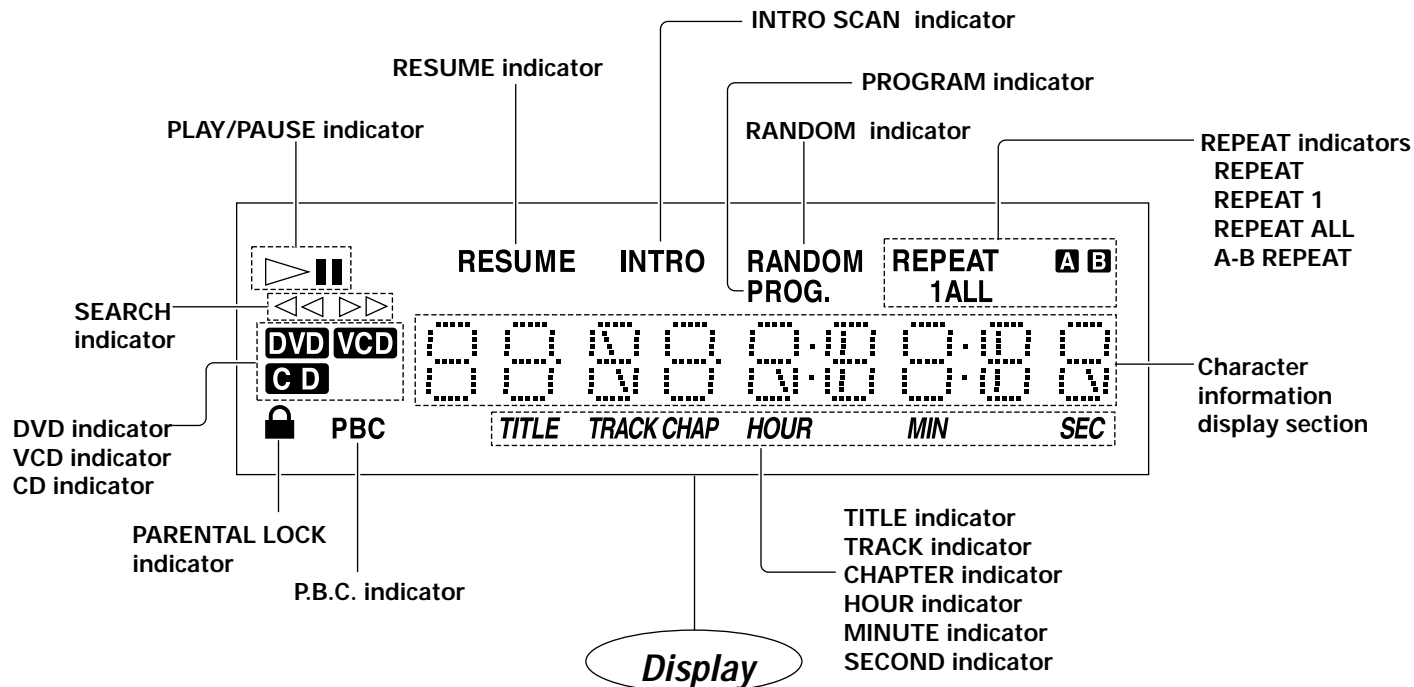 INTRO SCAN indicator
RESUME indicator
PROGRAM indicator
PLAY/PAUSE indicator
RANDOM indicator
REPEAT indicators
REPEAT
REPEAT 1
REPEAT ALL
A-B REPEAT
RESUME INTRO RANDOM REPEAT A B
PROG. 1ALL
SEARCH
indicator
DVD VCD
CD
Character
information
display section
PBC TITLE TRACK CHAP HOUR MIN SEC
DVD indicator
VCD indicator
CD indicator
PARENTAL LOCK
indicator
P.B.C. indicator
TITLE indicator
TRACK indicator
CHAPTER indicator
HOUR indicator
MINUTE indicator
SECOND indicator
Display